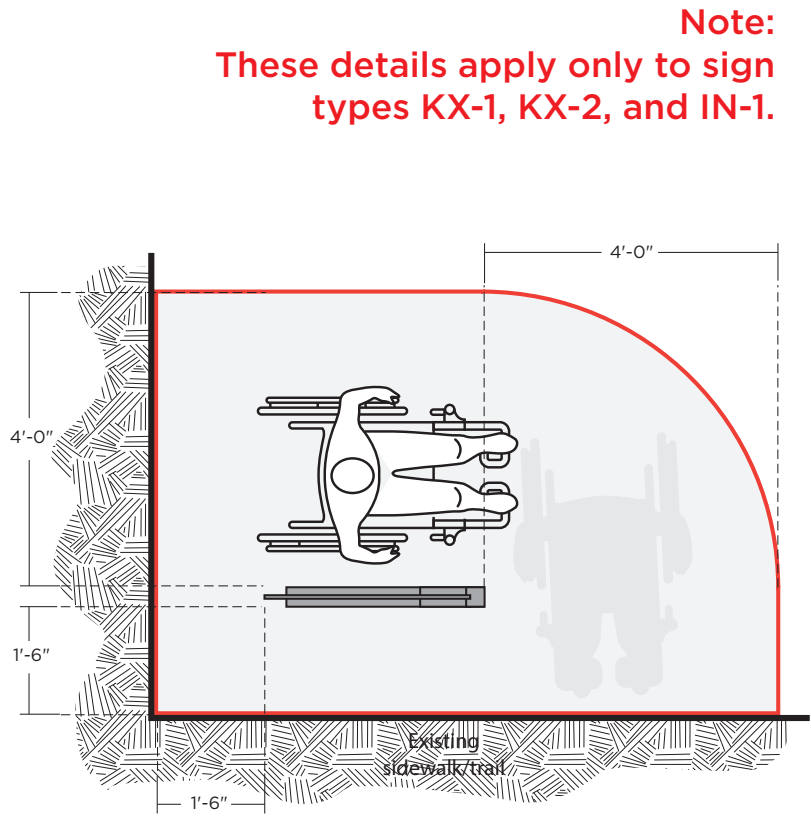 Note:
These details apply only to sign
types KX-1, KX-2, and IN-1.
4'-0"
4'-0"
1'-6"
Existing
sidewalk/trail
1'-6"